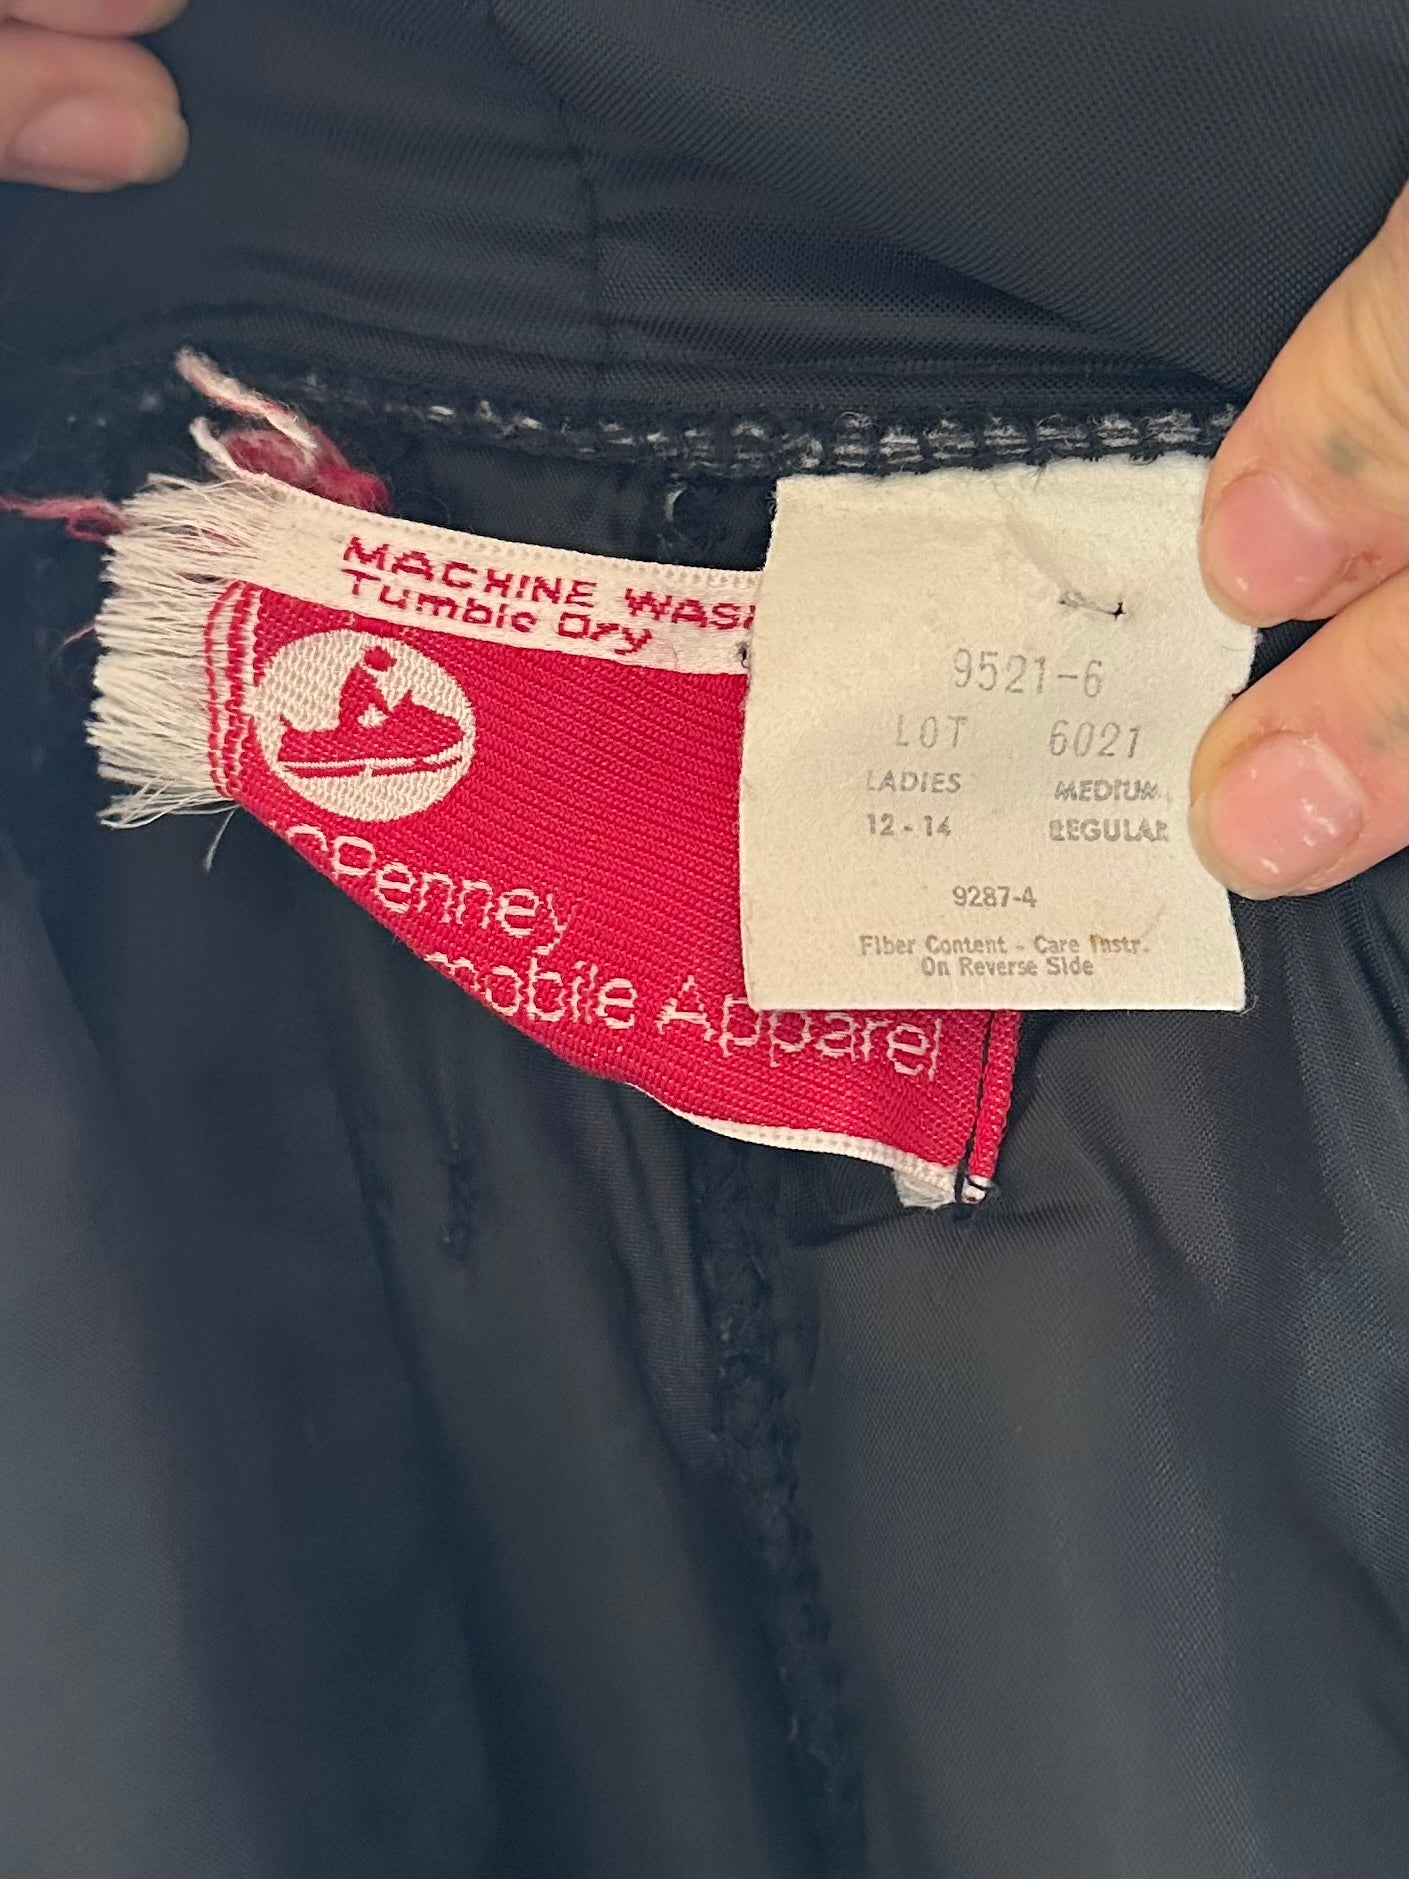 MACHINE WAS
Tumble Dry
JCPenney
mobile Apparel
9521-6
LOT 6021
LADIES MEDIUM
12-14 REGULAR
9287-4
Fiber Content - Care Instr.
On Reverse Side